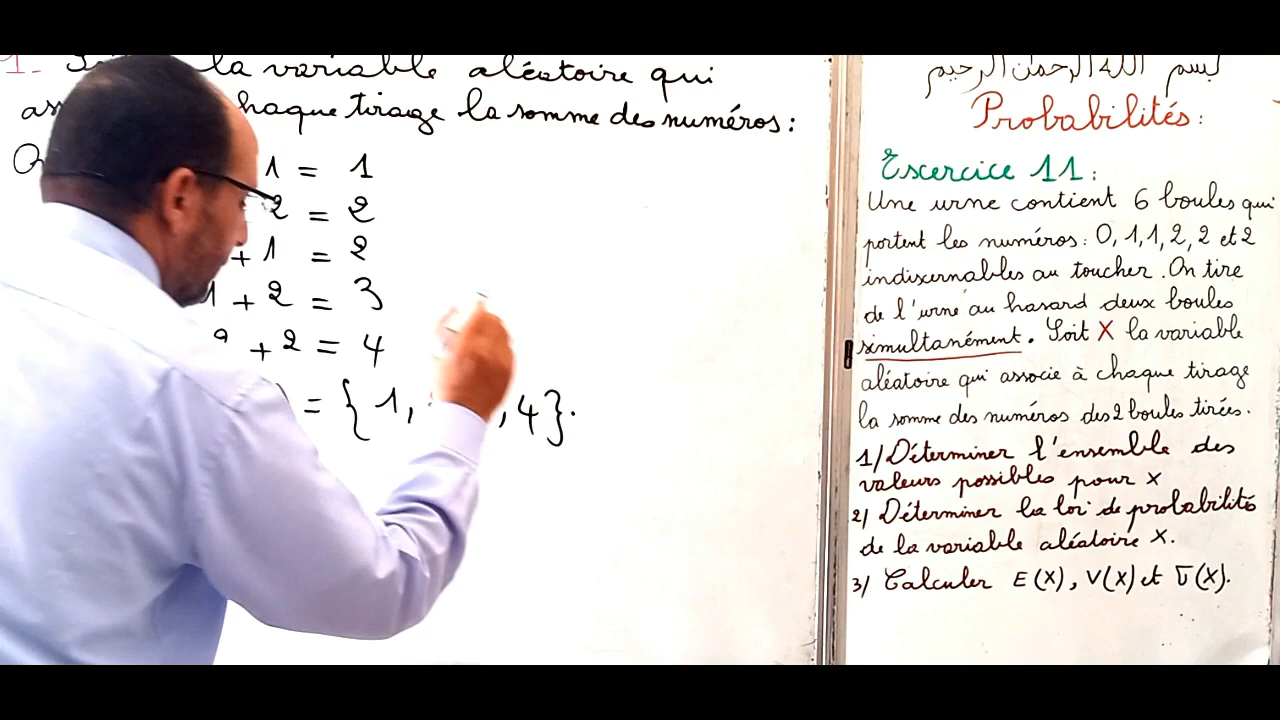 1- la variable aléatoire qui
chaque tirage la somme des numéros :
1 = 1
2 = 2
+ 1 = 2
1 + 2 = 3
+ 2 = 4
= { 1, , 4 }.
بسم الله الرحمان الرحيم
Probabilités :
Exercice 11 :
Une urne contient 6 boules qui
portent les numéros : 0, 1, 1, 2, 2 et 2
indixernables au toucher. On tire
de l'urne au hasard deux boules
simultanément. Soit X la variable
aléatoire qui associe à chaque tirage
la somme des numéros des 2 boules tirées.
1/ Déterminer l'ensemble des
valeurs possibles pour x
2/ Déterminer la loi de probabilité
de la variable aléatoire X.
3/ Calculer E(X), V(X) et σ(X).